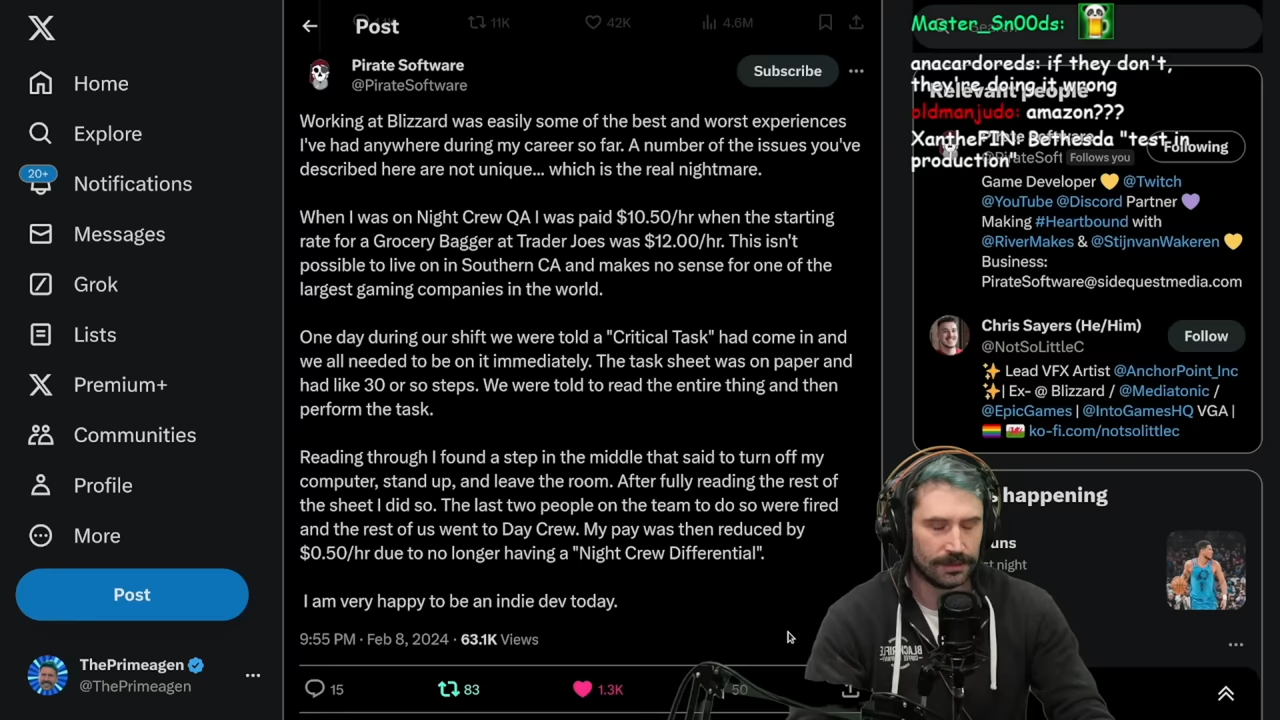 Home
Explore
20+
Notifications
Messages
Grok
Lists
Premium+
Communities
Profile
More
Post
ThePrimeagen
@ThePrimeagen
Post
11K
42K
4.6M
Pirate Software
@PirateSoftware
Subscribe
Working at Blizzard was easily some of the best and worst experiences
I've had anywhere during my career so far. A number of the issues you've
described here are not unique... which is the real nightmare.
When I was on Night Crew QA I was paid $10.50/hr when the starting
rate for a Grocery Bagger at Trader Joes was $12.00/hr. This isn't
possible to live on in Southern CA and makes no sense for one of the
largest gaming companies in the world.
One day during our shift we were told a "Critical Task" had come in and
we all needed to be on it immediately. The task sheet was on paper and
had like 30 or so steps. We were told to read the entire thing and then
perform the task.
Reading through I found a step in the middle that said to turn off my
computer, stand up, and leave the room. After fully reading the rest of
the sheet I did so. The last two people on the team to do so were fired
and the rest of us went to Day Crew. My pay was then reduced by
$0.50/hr due to no longer having a "Night Crew Differential".
I am very happy to be an indie dev today.
9:55 PM · Feb 8, 2024 · 63.1K Views
15
83
1.3K
50
Master_Sn00ds:
anacardoreds: if they don't,
they're doing it wrong
oldmanjudo: amazon???
XantheFIN: Bethesda "test in
production"
Relevant people
Following
Follows you
Game Developer 💛 @Twitch
@YouTube @Discord Partner 💜
Making #Heartbound with
@RiverMakes & @StijnvanWakeren 💛
Business:
PirateSoftware@sidequestmedia.com
Chris Sayers (He/Him)
@NotSoLittleC
Follow
✨ Lead VFX Artist @AnchorPoint_Inc
✨| Ex- @ Blizzard / @Mediatonic /
@EpicGames | @IntoGamesHQ VGA |
🏳️‍🌈 🏴󠁧󠁢󠁷󠁬󠁳󠁿 ko-fi.com/notsolittlec
happening
night